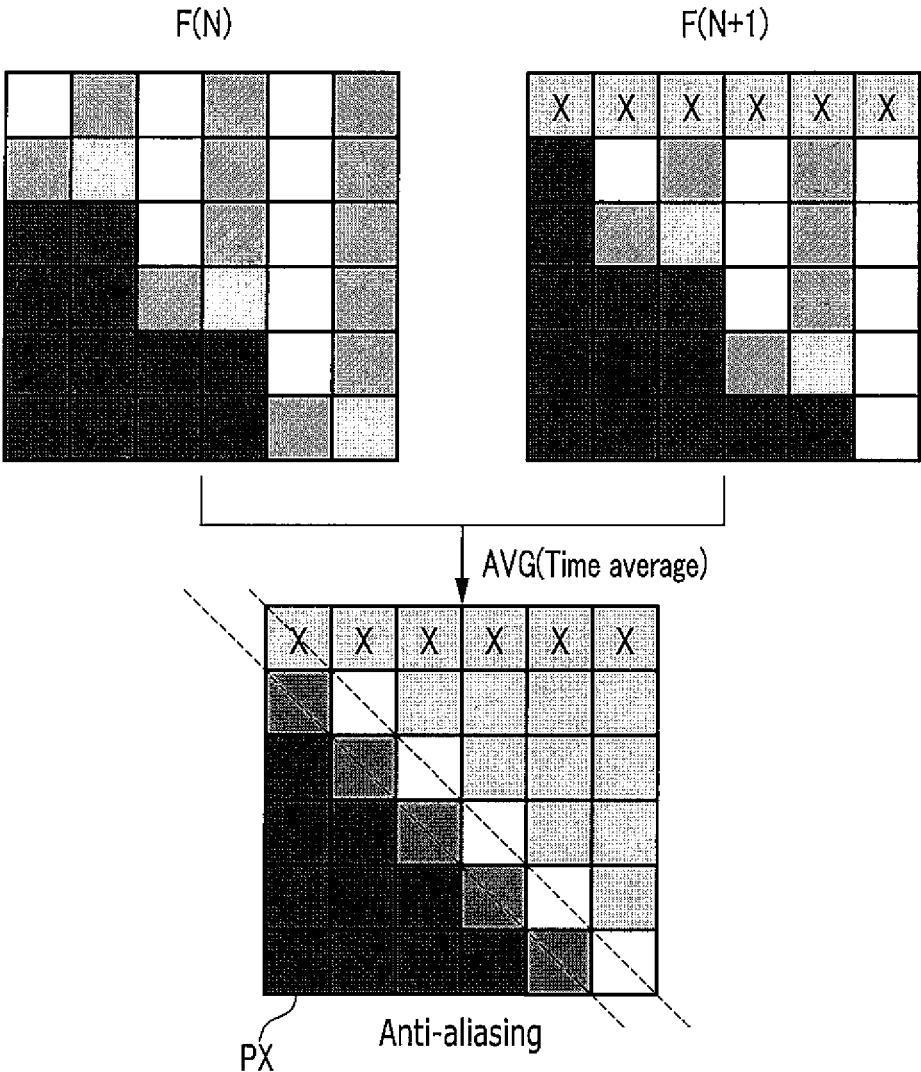 F(N)
F(N+1)
X X X X X X
AVG(Time average)
X X X X X X
PX
Anti-aliasing